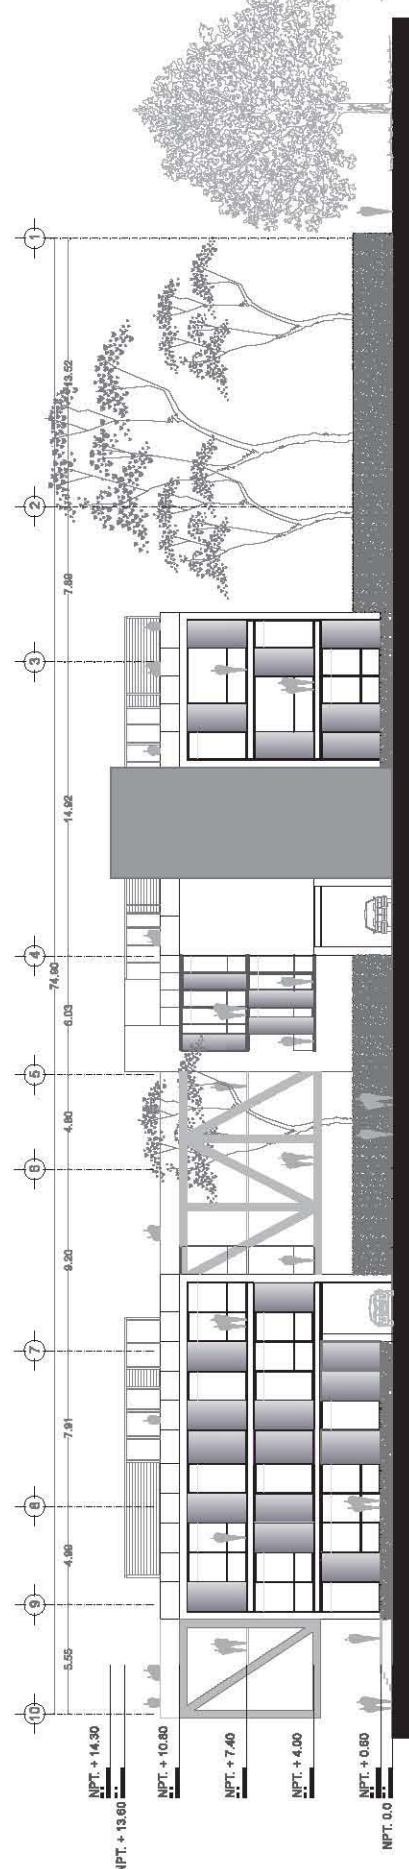 10 9 8 7 6 5 4 3 2 1
74.80
5.55 4.99 7.91 9.20 4.80 6.03 14.92 7.89 13.52
NPT. + 14.30
NPT. + 13.60
NPT. + 10.80
NPT. + 7.40
NPT. + 4.00
NPT. + 0.60
NPT. 0.0